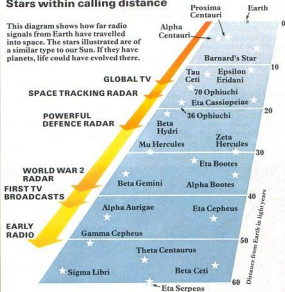 Stars within calling distance
This diagram shows how far radio
signals from Earth have travelled
into space. The stars illustrated are of
a similar type to our Sun. If they have
planets, life could have evolved there.
Proxima
Centauri
Earth
Alpha
Centauri
0
Barnard's Star
10
GLOBAL TV
Tau
Ceti
Epsilon
Eridani
SPACE TRACKING RADAR
70 Ophiuchi
Eta Cassiopeiae
20
POWERFUL
DEFENCE RADAR
36 Ophiuchi
Beta
Hydri
Mu Hercules
Zeta
Hercules
30
WORLD WAR 2
RADAR
Eta Bootes
Beta Gemini
Alpha Bootes
FIRST TV
BROADCASTS
40
Alpha Aurigae
Eta Cepheus
EARLY
RADIO
Gamma Cepheus
50
Theta Centaurus
Sigma Libri
Beta Ceti
60
Eta Serpens
Distance from Earth in light years